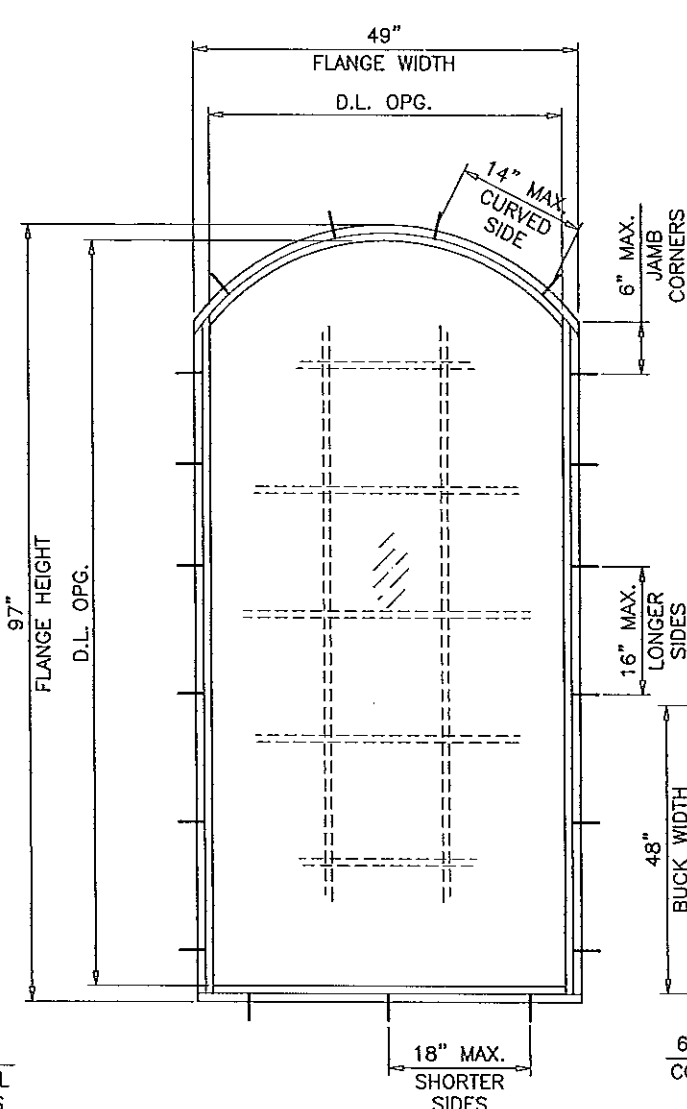 49"
FLANGE WIDTH
D.L. OPG.
14" MAX.
CURVED
SIDE
6" MAX.
JAMB
CORNERS
97"
FLANGE HEIGHT
D.L. OPG.
16" MAX.
LONGER
SIDES
48"
BUCK WIDTH
18" MAX.
SHORTER
SIDES